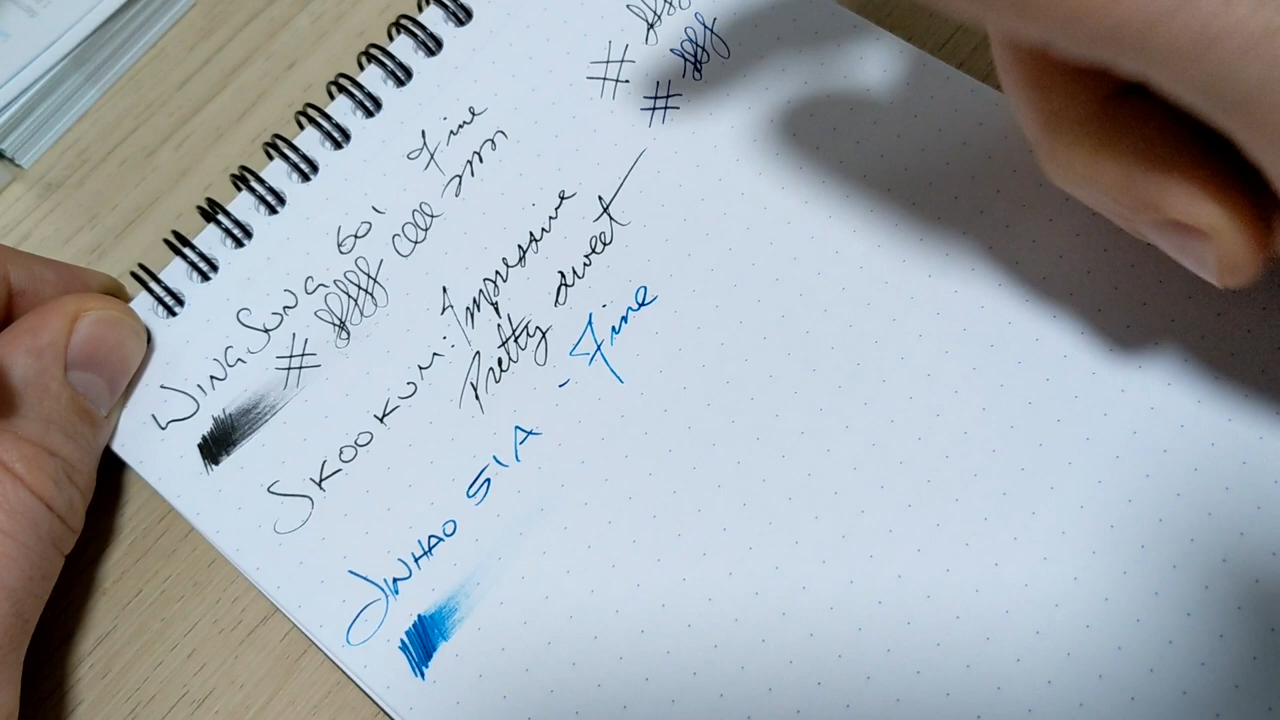 Wing Sung 601 Fine
#
Skookum: Impressive
Pretty sweet
Jinhao 51A - Fine
#
#